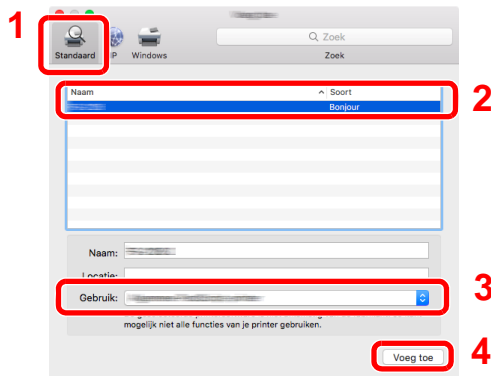 1
Zoek
Standaard IP Windows Zoek
Naam Soort
2
Bonjour
Naam:
Locatie:
3
Gebruik:
mogelijk niet alle functies van je printer gebruiken.
Voeg toe
4